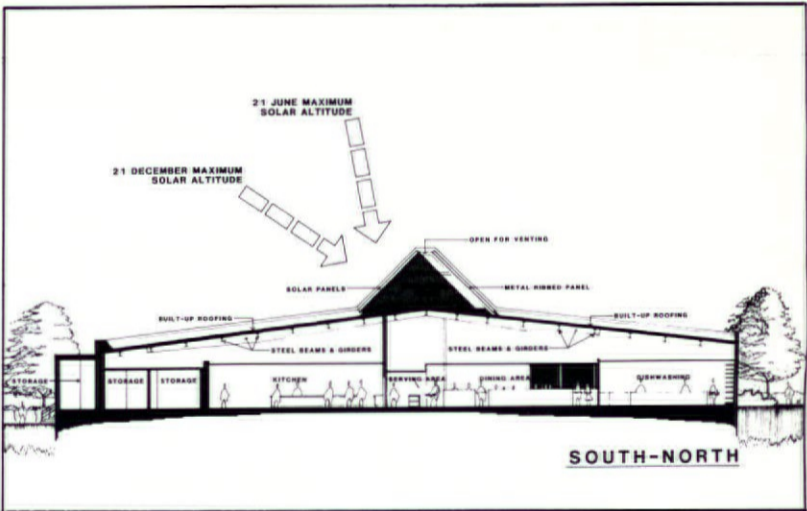 21 JUNE MAXIMUM
SOLAR ALTITUDE
21 DECEMBER MAXIMUM
SOLAR ALTITUDE
OPEN FOR VENTING
SOLAR PANELS
METAL RIBBED PANEL
BUILT-UP ROOFING
BUILT-UP ROOFING
STEEL BEAMS & GIRDERS
STEEL BEAMS & GIRDERS
STORAGE
STORAGE
STORAGE
KITCHEN
SERVING AREA
DINING AREA
DISHWASHING
SOUTH-NORTH